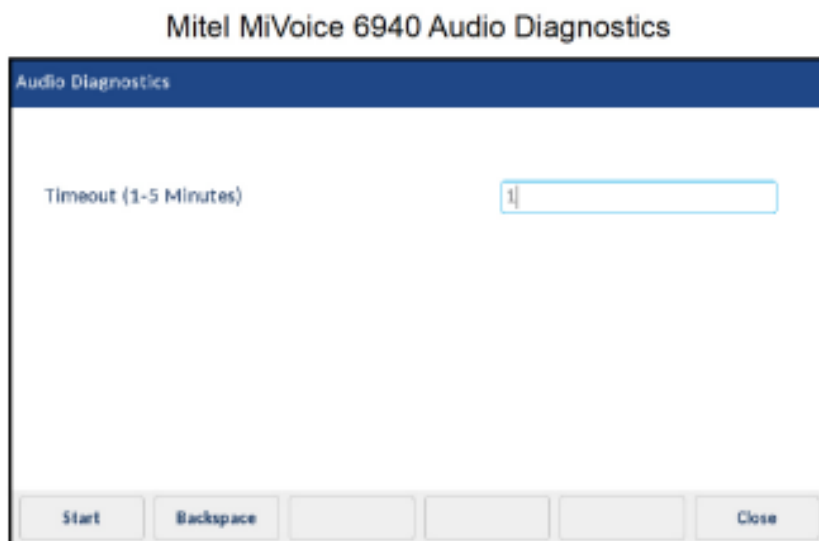 Mitel MiVoice 6940 Audio Diagnostics
Audio Diagnostics
Timeout (1-5 Minutes) 1
Start Backspace Close